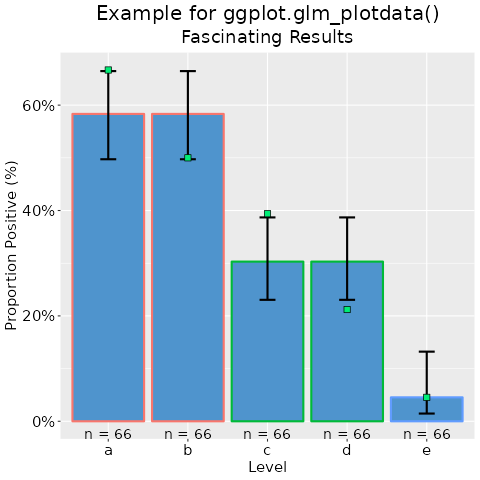 Example for ggplot.glm_plotdata()
Fascinating Results
Proportion Positive (%)
60%
40%
20%
0%
n = 66 n = 66 n = 66 n = 66 n = 66
a b c d e
Level